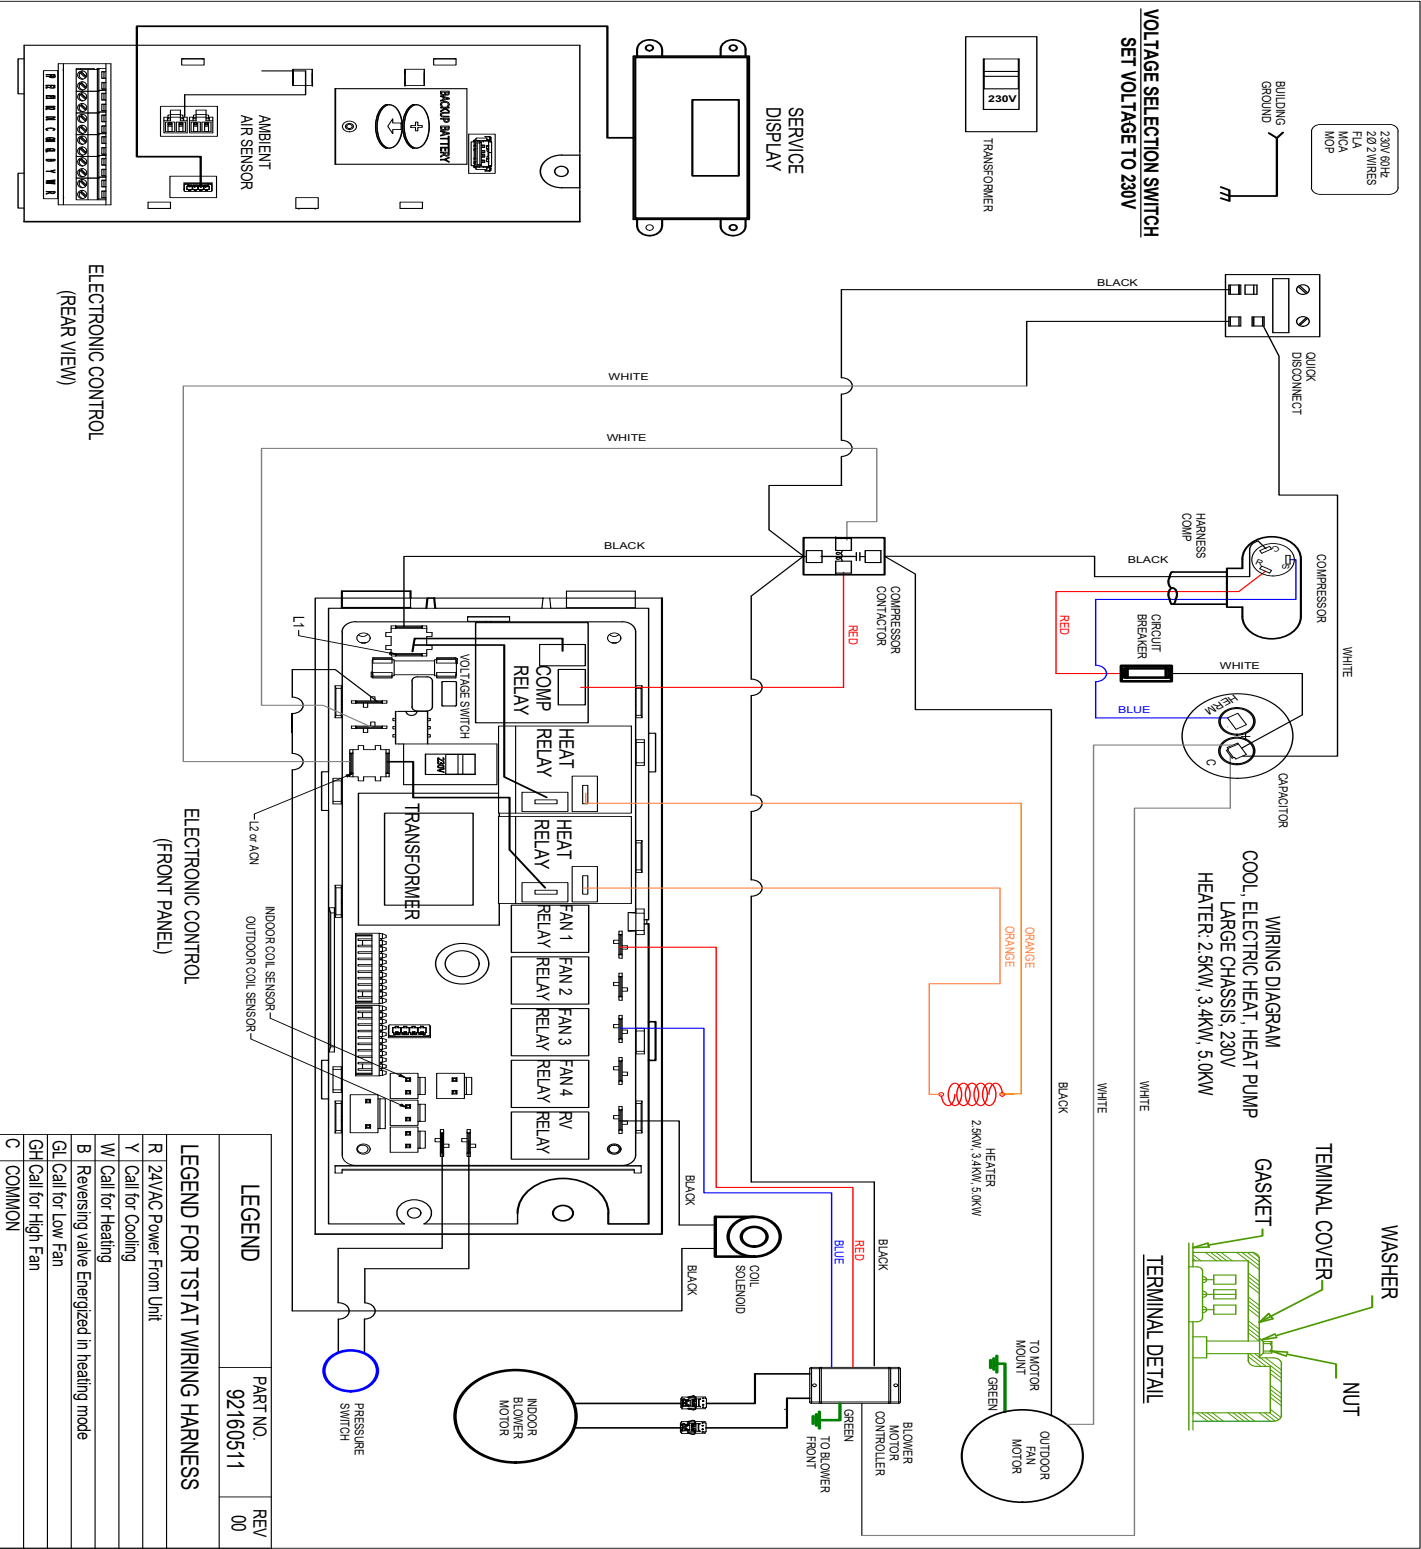 230V 60Hz
2Ø 2 WIRES
FLA
MCA
MOP
BUILDING
GROUND
VOLTAGE SELECTION SWITCH
SET VOLTAGE TO 230V
230V
TRANSFORMER
SERVICE
DISPLAY
BACKUP BATTERY
AMBIENT
AIR SENSOR
ELECTRONIC CONTROL
(REAR VIEW)
QUICK
DISCONNECT
BLACK
WHITE
WHITE
BLACK
HARNESS
COMP
COMPRESSOR
C
S
BLACK
COMPRESSOR
CONTACTOR
RED
CIRCUIT
BREAKER
RED
WHITE
WHITE
BLUE
HERM
C
CAPACITOR
WIRING DIAGRAM
COOL, ELECTRIC HEAT, HEAT PUMP
LARGE CHASSIS, 230V
HEATER: 2.5KW, 3.4KW, 5.0KW
L1
VOLTAGE SWITCH
COMP
RELAY
HEAT
RELAY
HEAT
RELAY
230V
TRANSFORMER
L2 or ACN
FAN 1
RELAY
FAN 2
RELAY
FAN 3
RELAY
FAN 4
RELAY
RV
RELAY
ELECTRONIC CONTROL
(FRONT PANEL)
INDOOR COIL SENSOR
OUTDOOR COIL SENSOR
ORANGE
ORANGE
HEATER
2.5KW, 3.4KW, 5.0KW
BLACK
WHITE
WHITE
WASHER
TEMINAL COVER
GASKET
NUT
TERMINAL DETAIL
BLACK
BLACK
COIL
SOLENOID
BLACK
RED
BLUE
TO MOTOR
MOUNT
GREEN
OUTDOOR
FAN
MOTOR
BLOWER
MOTOR
CONTROLLER
GREEN
TO BLOWER
FRONT
INDOOR
BLOWER
MOTOR
PRESSURE
SWITCH
LEGEND
PART NO.
92160511
REV
00
LEGEND FOR TSTAT WIRING HARNESS
R 24VAC Power From Unit
Y Call for Cooling
W Call for Heating
B Reversing valve Energized in heating mode
GL Call for Low Fan
GH Call for High Fan
C COMMON